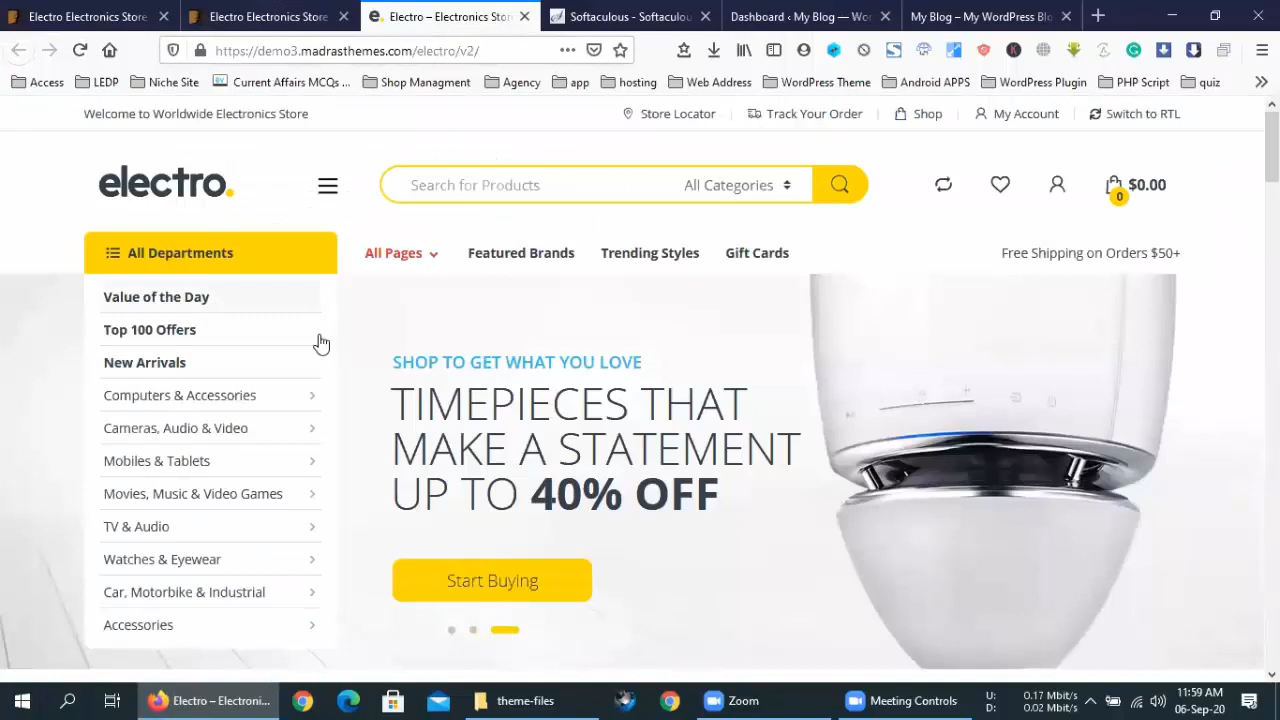 Electro Electronics Store
Electro Electronics Store
e. Electro – Electronics Store
Softaculous - Softaculou
Dashboard ‹ My Blog — Wor
My Blog – My WordPress Blo
https://demo3.madrasthemes.com/electro/v2/
Access
LEDP
Niche Site
Current Affairs MCQs ...
Shop Managment
Agency
app
hosting
Web Address
WordPress Theme
Android APPS
WordPress Plugin
PHP Script
quiz
Welcome to Worldwide Electronics Store
Store Locator
Track Your Order
Shop
My Account
Switch to RTL
electro.
Search for Products
All Categories
0
$0.00
All Departments
All Pages
Featured Brands
Trending Styles
Gift Cards
Free Shipping on Orders $50+
Value of the Day
Top 100 Offers
New Arrivals
Computers & Accessories
Cameras, Audio & Video
Mobiles & Tablets
Movies, Music & Video Games
TV & Audio
Watches & Eyewear
Car, Motorbike & Industrial
Accessories
SHOP TO GET WHAT YOU LOVE
TIMEPIECES THAT
MAKE A STATEMENT
UP TO 40% OFF
Start Buying
Electro – Electroni...
theme-files
Zoom
Meeting Controls
U: 0.17 Mbit/s
D: 0.02 Mbit/s
11:59 AM
06-Sep-20